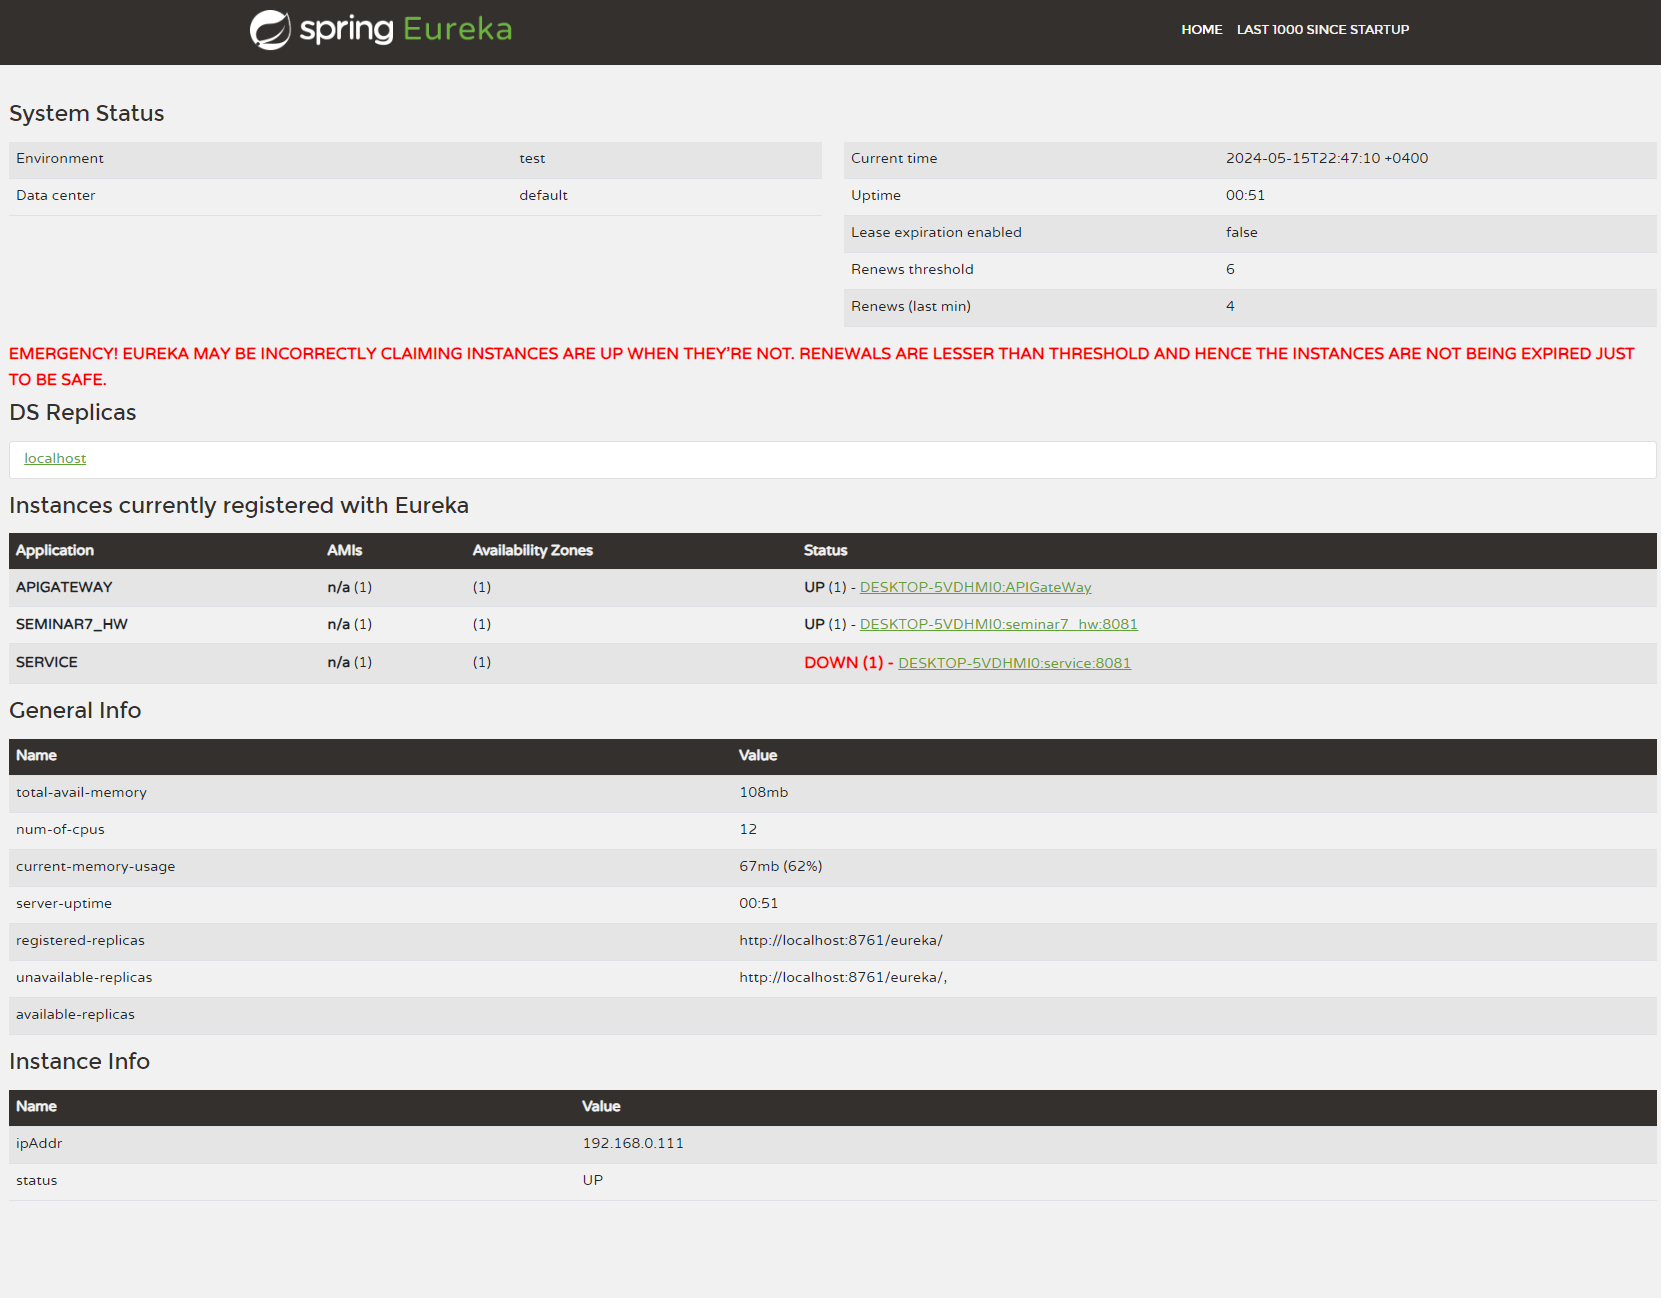 spring Eureka
HOME LAST 1000 SINCE STARTUP
System Status
Environment test
Data center default
Current time 2024-05-15T22:47:10 +0400
Uptime 00:51
Lease expiration enabled false
Renews threshold 6
Renews (last min) 4
EMERGENCY! EUREKA MAY BE INCORRECTLY CLAIMING INSTANCES ARE UP WHEN THEY'RE NOT. RENEWALS ARE LESSER THAN THRESHOLD AND HENCE THE INSTANCES ARE NOT BEING EXPIRED JUST
TO BE SAFE.
DS Replicas
localhost
Instances currently registered with Eureka
Application AMIs Availability Zones Status
APIGATEWAY n/a (1) (1) UP (1) - DESKTOP-5VDHMI0:APIGateWay
SEMINAR7_HW n/a (1) (1) UP (1) - DESKTOP-5VDHMI0:seminar7_hw:8081
SERVICE n/a (1) (1) DOWN (1) - DESKTOP-5VDHMI0:service:8081
General Info
Name Value
total-avail-memory 108mb
num-of-cpus 12
current-memory-usage 67mb (62%)
server-uptime 00:51
registered-replicas http://localhost:8761/eureka/
unavailable-replicas http://localhost:8761/eureka/,
available-replicas
Instance Info
Name Value
ipAddr 192.168.0.111
status UP